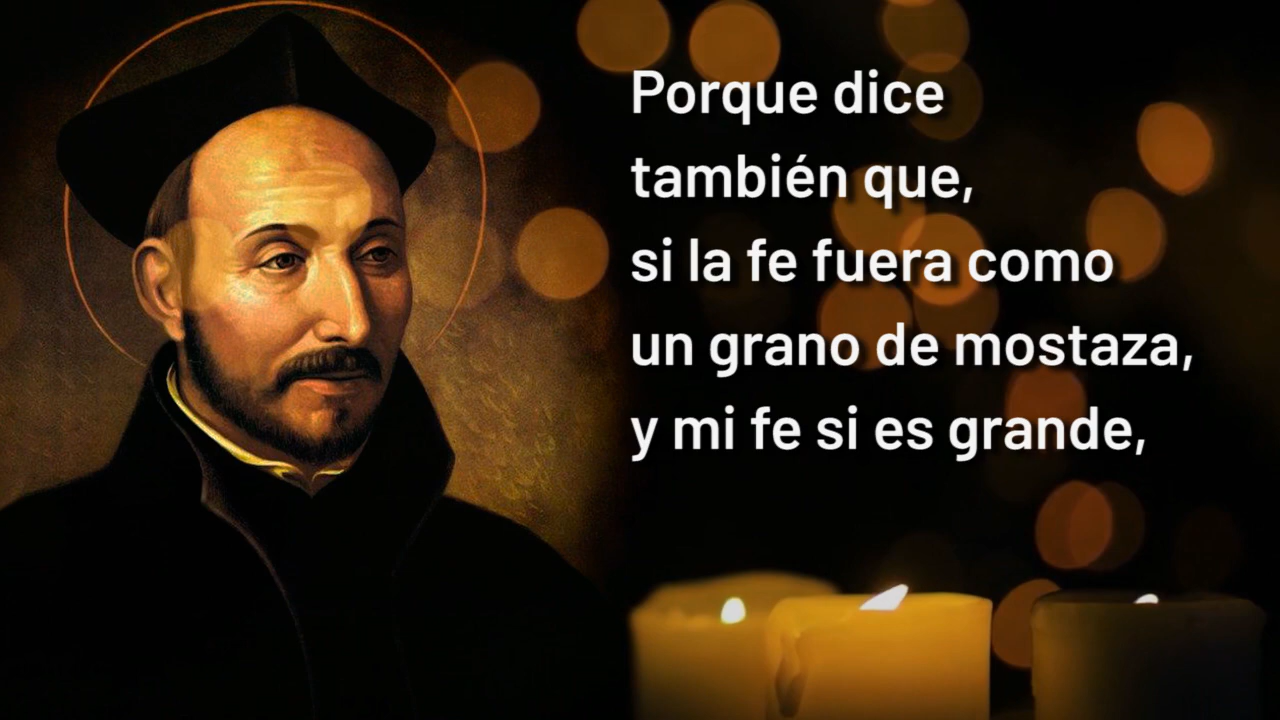 Porque dice
también que,
si la fe fuera como
un grano de mostaza,
y mi fe si es grande,